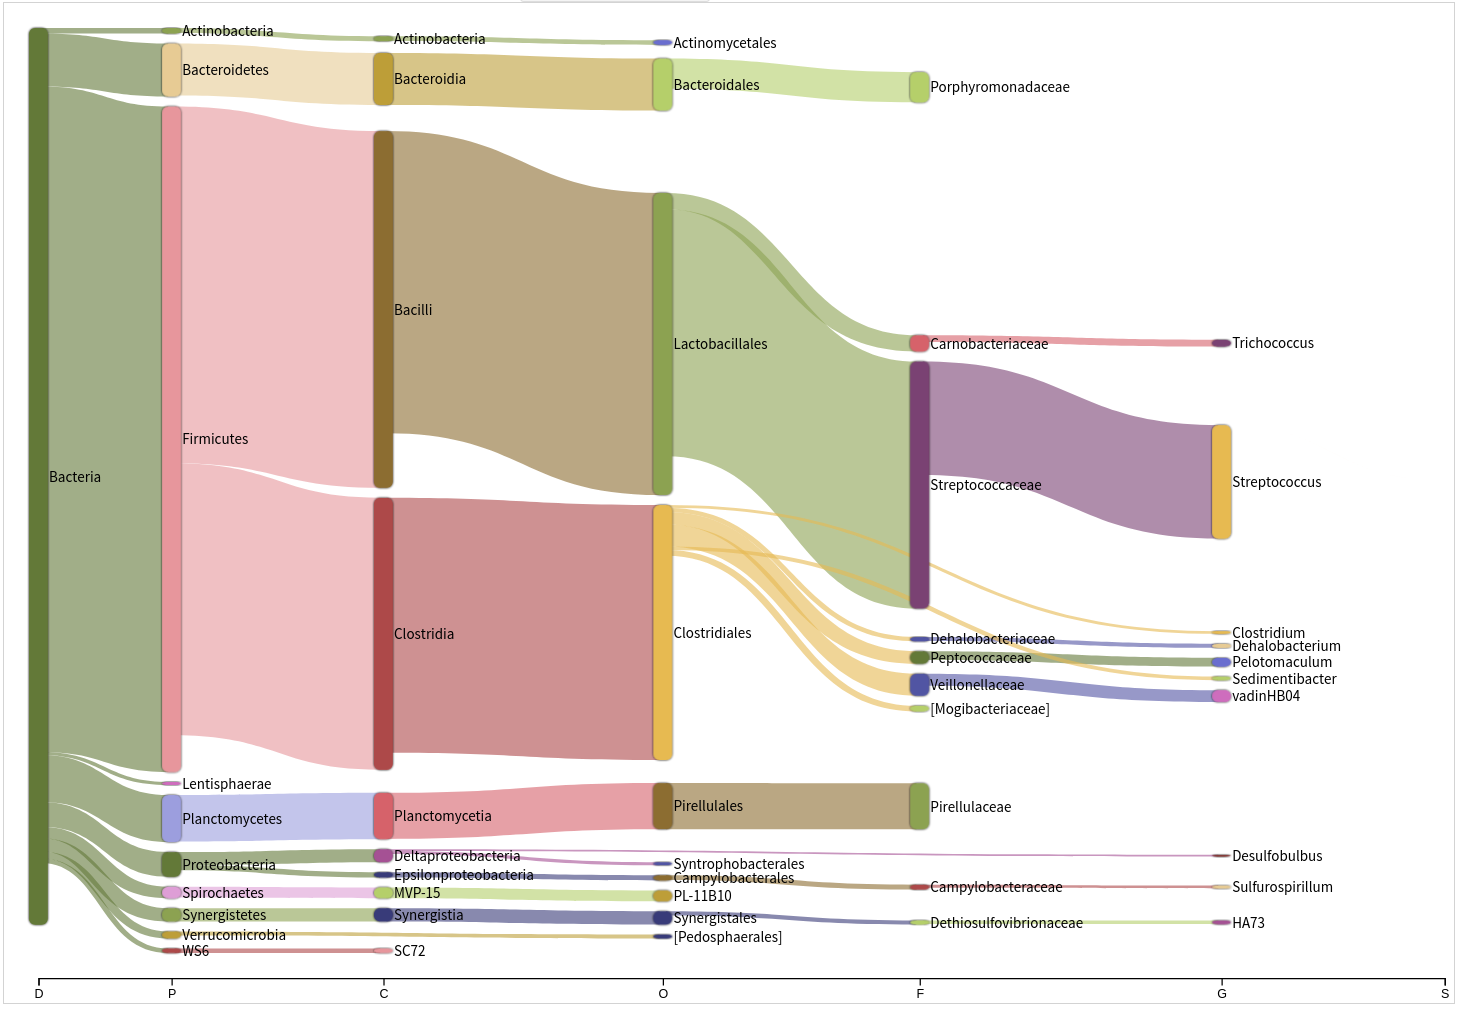 Bacteria
Actinobacteria
Bacteroidetes
Firmicutes
Lentisphaerae
Planctomycetes
Proteobacteria
Spirochaetes
Synergistetes
Verrucomicrobia
WS6
Actinobacteria
Bacteroidia
Bacilli
Clostridia
Planctomycetia
Deltaproteobacteria
Epsilonproteobacteria
MVP-15
Synergistia
SC72
Actinomycetales
Bacteroidales
Lactobacillales
Clostridiales
Pirellulales
Syntrophobacterales
Campylobacterales
PL-11B10
Synergistales
[Pedosphaerales]
Porphyromonadaceae
Carnobacteriaceae
Streptococcaceae
Dehalobacteriaceae
Peptococcaceae
Veillonellaceae
[Mogibacteriaceae]
Pirellulaceae
Campylobacteraceae
Dethiosulfovibrionaceae
Trichococcus
Streptococcus
Clostridium
Dehalobacterium
Pelotomaculum
Sedimentibacter
vadinHB04
Desulfobulbus
Sulfurospirillum
HA73
D P C O F G S